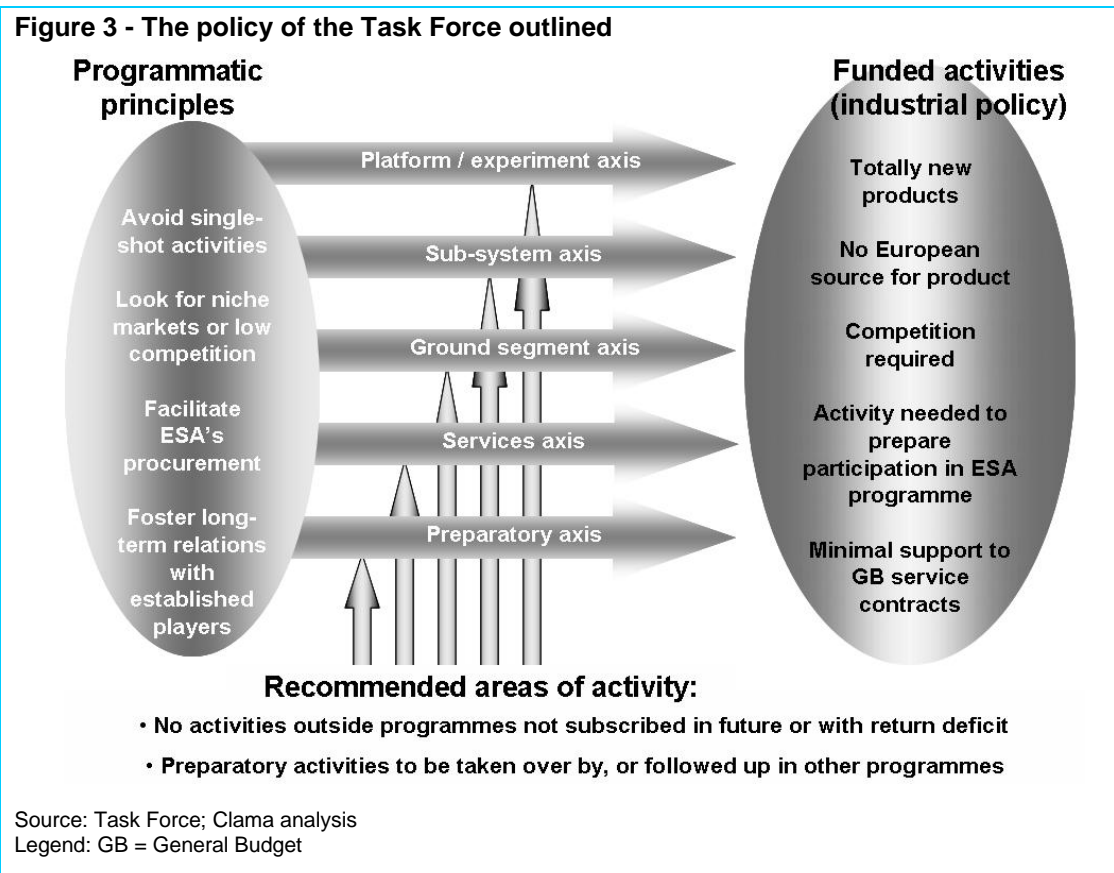 Figure 3 - The policy of the Task Force outlined
Programmatic
principles
Funded activities
(industrial policy)
Avoid single-
shot activities
Look for niche
markets or low
competition
Facilitate
ESA's
procurement
Foster long-
term relations
with
established
players
Platform / experiment axis
Sub-system axis
Ground segment axis
Services axis
Preparatory axis
Totally new
products
No European
source for product
Competition
required
Activity needed to
prepare
participation in ESA
programme
Minimal support to
GB service
contracts
Recommended areas of activity:
• No activities outside programmes not subscribed in future or with return deficit
• Preparatory activities to be taken over by, or followed up in other programmes
Source: Task Force; Clama analysis
Legend: GB = General Budget